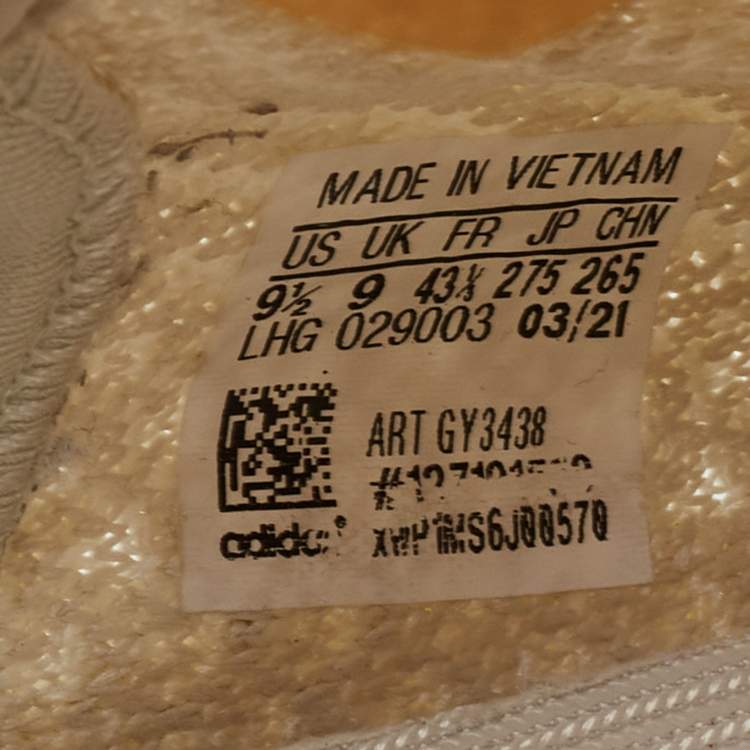 MADE IN VIETNAM
US UK FR JP CHN
9½ 9 43⅓ 275 265
LHG 029003 03/21
ART GY3438
adidas